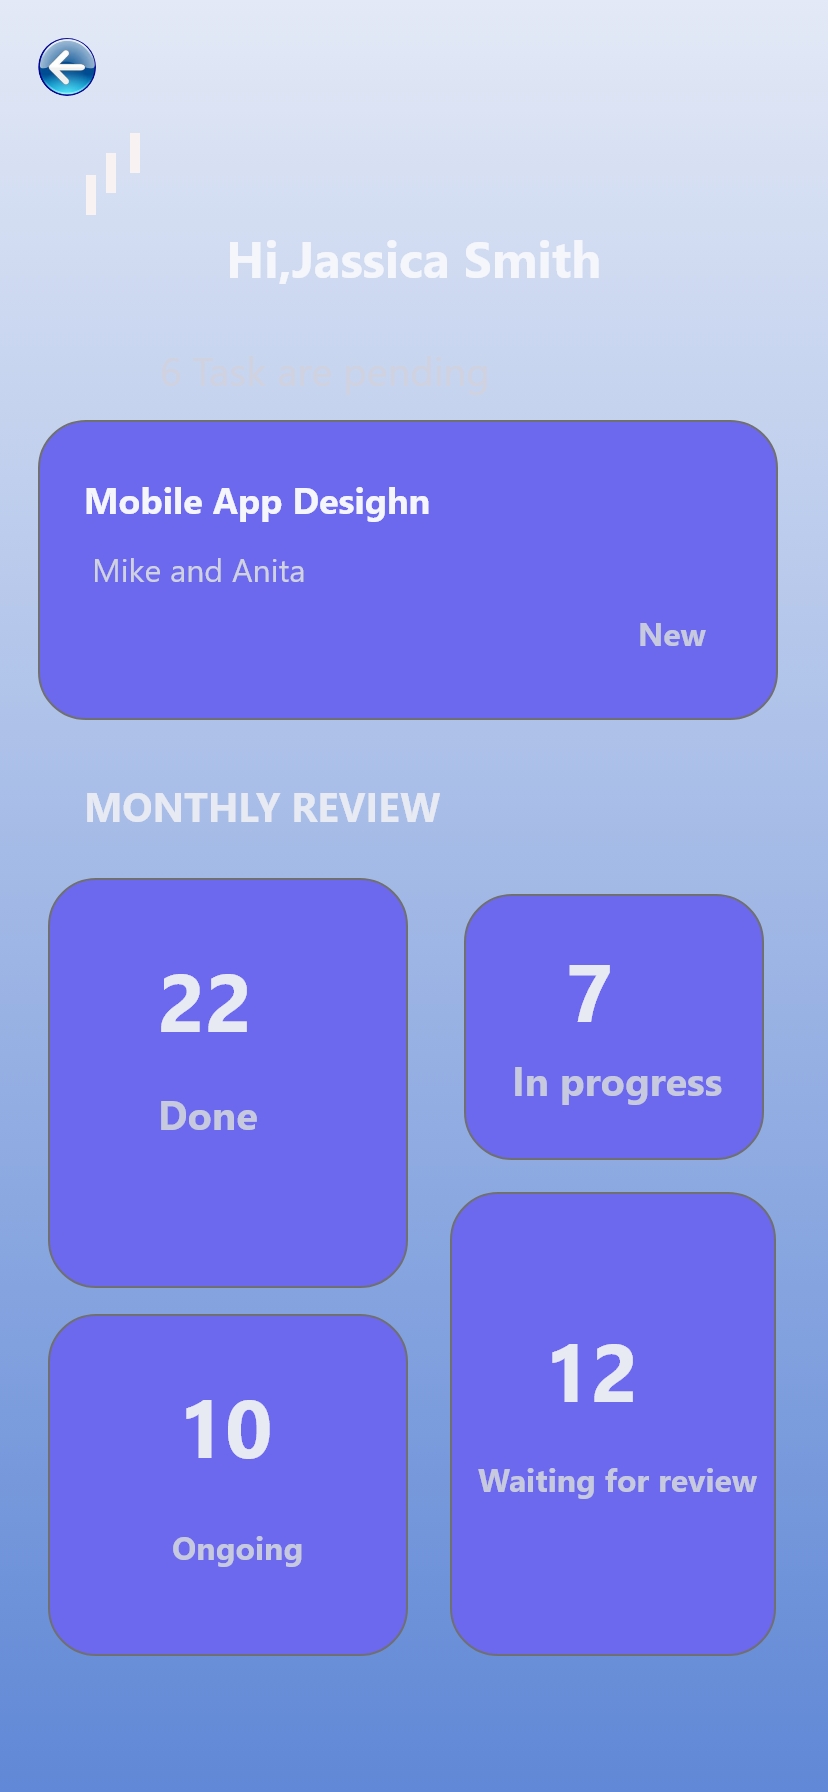 Hi,Jassica Smith
6 Task are pending
Mobile App Desighn
Mike and Anita
New
MONTHLY REVIEW
22
Done
7
In progress
10
Ongoing
12
Waiting for review